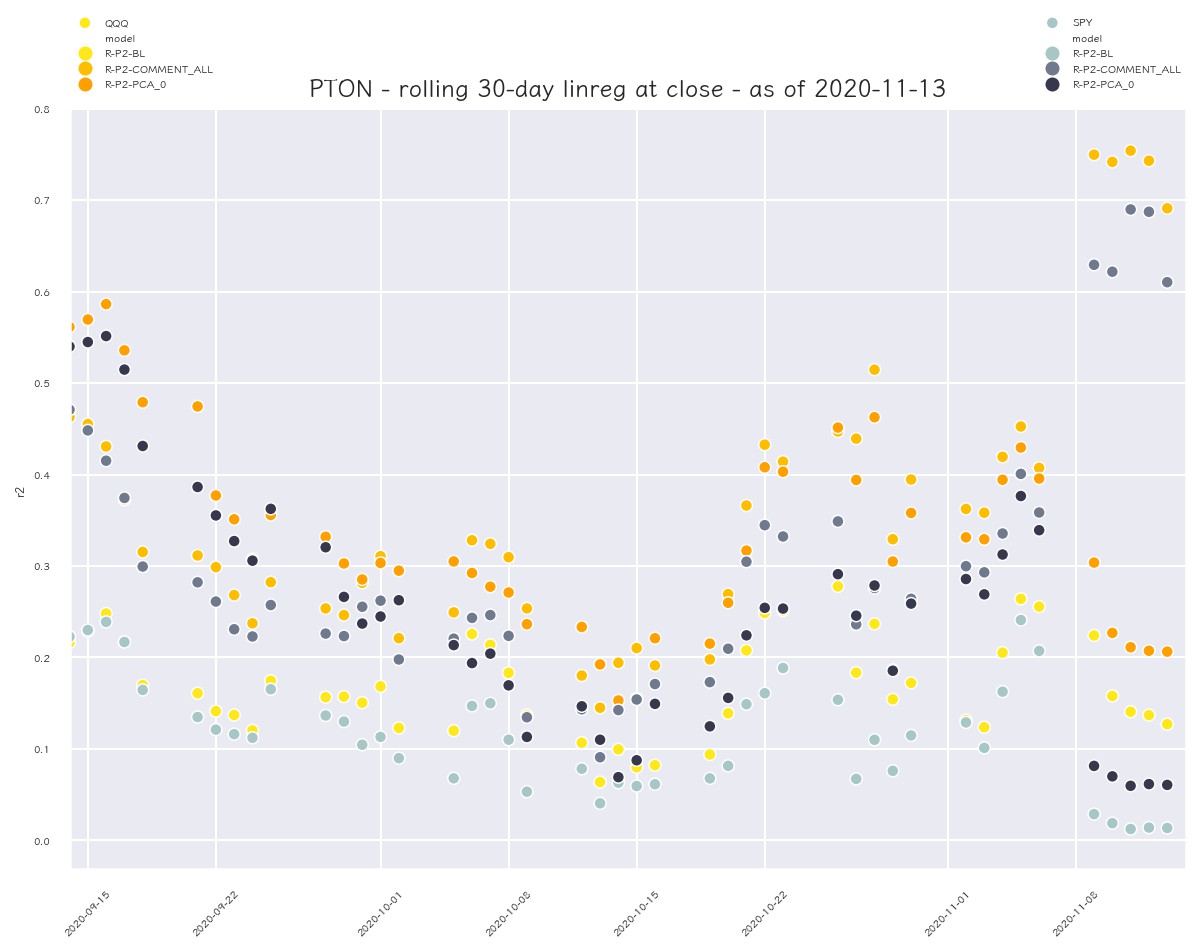 QQQ
model
R-P2-BL
R-P2-COMMENT_ALL
R-P2-PCA_0
SPY
model
R-P2-BL
R-P2-COMMENT_ALL
R-P2-PCA_0
PTON - rolling 30-day linreg at close - as of 2020-11-13
0.8
0.7
0.6
0.5
0.4
0.3
0.2
0.1
0.0
r2
2020-09-15
2020-09-22
2020-10-01
2020-10-08
2020-10-15
2020-10-22
2020-11-01
2020-11-08